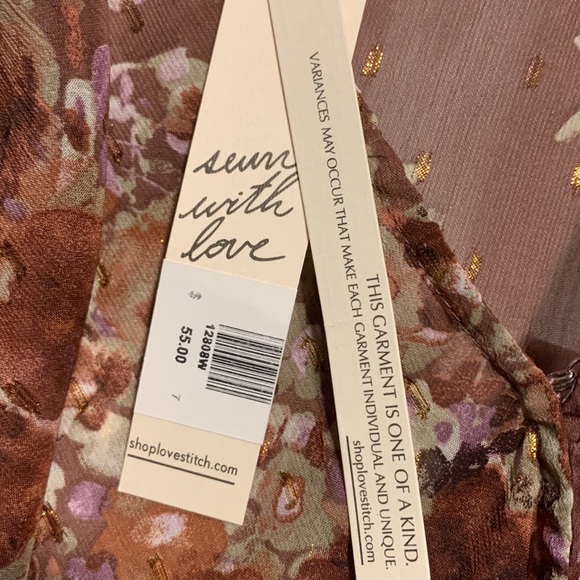 sewn
with
love
12808W
55.00
7
shoplovestitch.com
THIS GARMENT IS ONE OF A KIND.
VARIANCES MAY OCCUR THAT MAKE EACH GARMENT INDIVIDUAL AND UNIQUE.
shoplovestitch.com